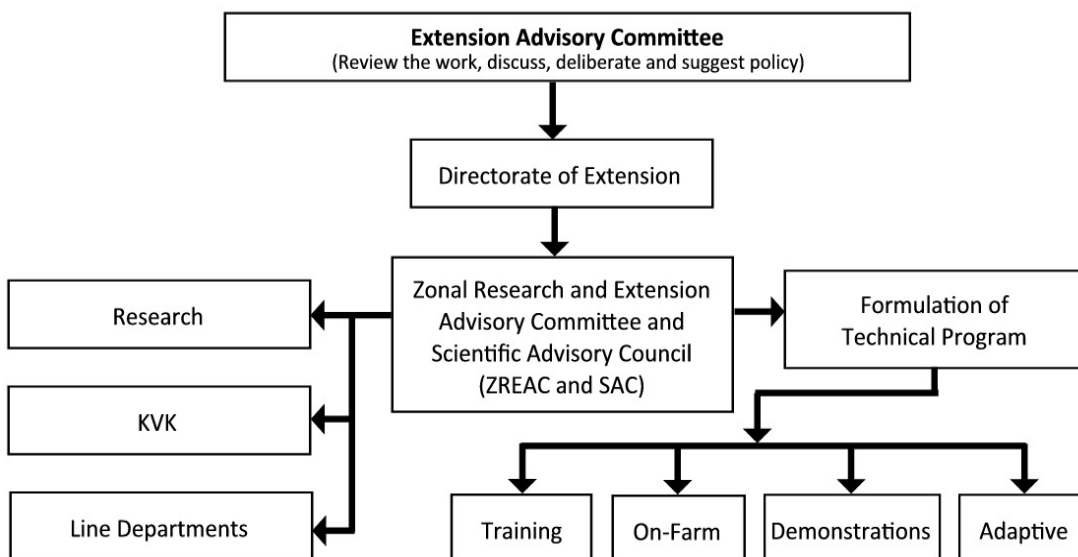 Extension Advisory Committee
(Review the work, discuss, deliberate and suggest policy)
Directorate of Extension
Zonal Research and Extension
Advisory Committee and
Scientific Advisory Council
(ZREAC and SAC)
Formulation of
Technical Program
Research
KVK
Line Departments
Training
On-Farm
Demonstrations
Adaptive